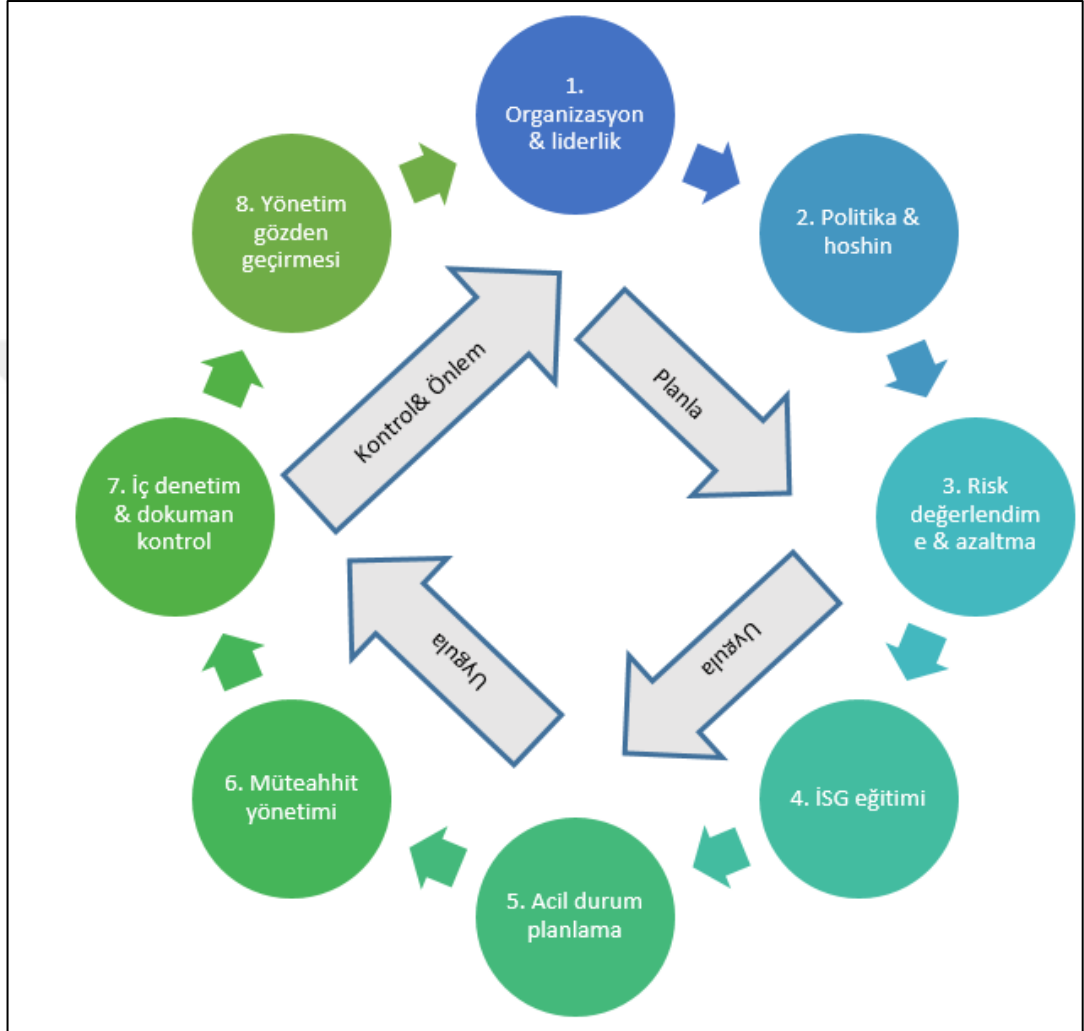 1.
Organizasyon
& liderlik
2. Politika &
hoshin
3. Risk
değerlendim
e & azaltma
4. İSG eğitimi
5. Acil durum
planlama
6. Müteahhit
yönetimi
7. İç denetim
& dokuman
kontrol
8. Yönetim
gözden
geçirmesi
Planla
Uygula
Uygula
Kontrol& Önlem